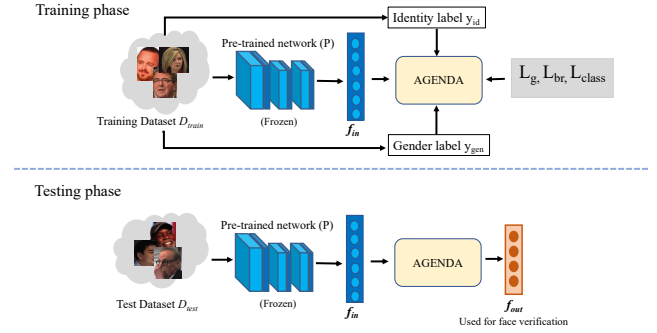 Training phase
Identity label y_id
Pre-trained network (P)
AGENDA
L_g, L_br, L_class
(Frozen)
Training Dataset D_train
f_in
Gender label y_gen
Testing phase
Pre-trained network (P)
AGENDA
(Frozen)
Test Dataset D_test
f_in
f_out
Used for face verification